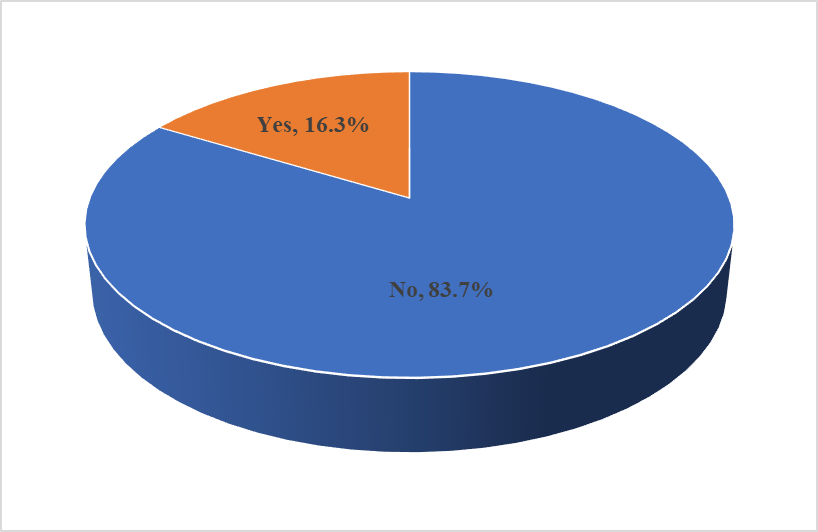 Yes, 16.3%
No, 83.7%